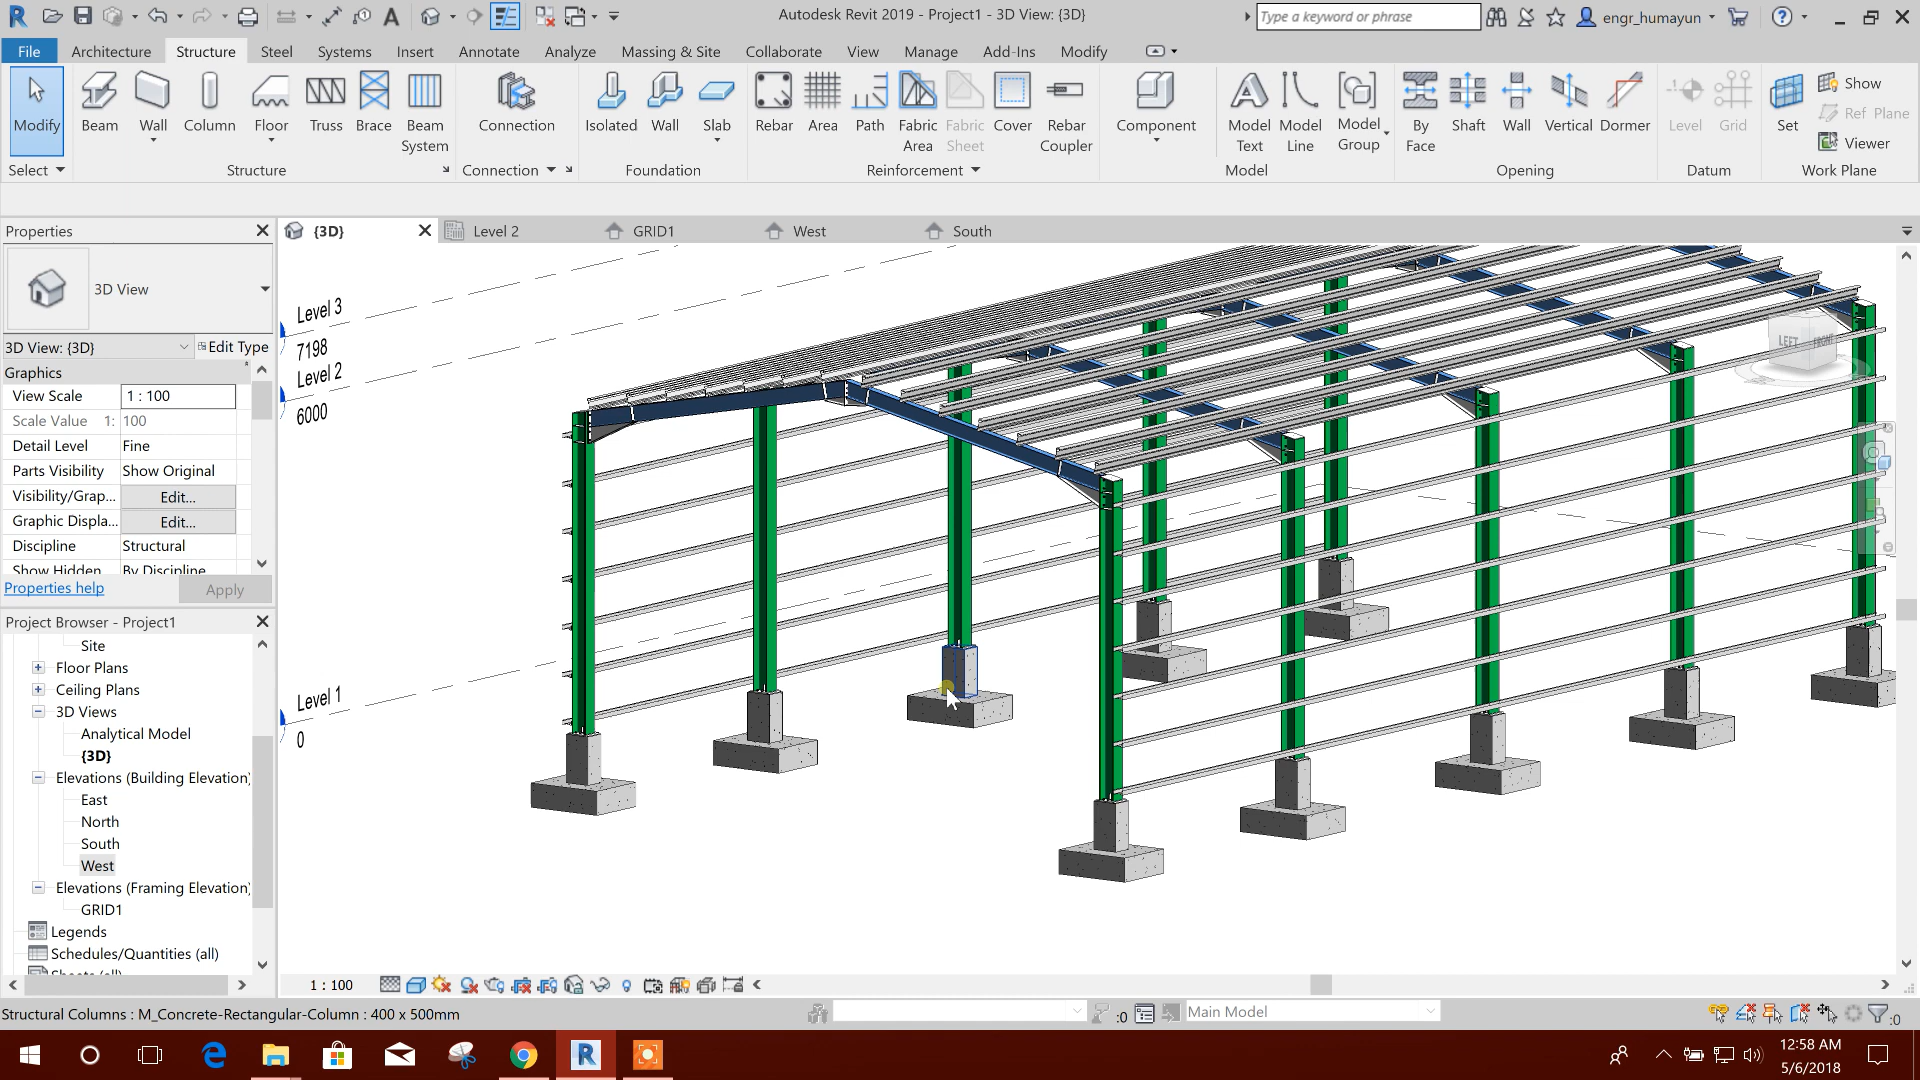 Autodesk Revit 2019 - Project1 - 3D View: {3D}
Type a keyword or phrase
engr_humayun
File Architecture Structure Steel Systems Insert Annotate Analyze Massing & Site Collaborate View Manage Add-Ins Modify
Modify Beam Wall Column Floor Truss Brace Beam System Connection Isolated Wall Slab Rebar Area Path Fabric Area Fabric Sheet Cover Rebar Coupler Component Model Text Model Line Model Group By Face Shaft Wall Vertical Dormer Level Grid Set Show
Ref Plane
Viewer
Select Structure Connection Foundation Reinforcement Model Opening Datum Work Plane
Properties
{3D} Level 2 GRID1 West South
3D View
3D View: {3D} Edit Type
Graphics
View Scale 1 : 100
Scale Value 1: 100
Detail Level Fine
Parts Visibility Show Original
Visibility/Grap... Edit...
Graphic Displa... Edit...
Discipline Structural
Show Hidden By Discipline
Properties help Apply
Project Browser - Project1
Site
Floor Plans
Ceiling Plans
3D Views
Analytical Model
{3D}
Elevations (Building Elevation)
East
North
South
West
Elevations (Framing Elevation)
GRID1
Legends
Schedules/Quantities (all)
Sheets (all)
Level 3
7198
Level 2
6000
Level 1
0
LEFT FRONT
1 : 100
Structural Columns : M_Concrete-Rectangular-Column : 400 x 500mm
:0
Main Model
:0
12:58 AM
5/6/2018